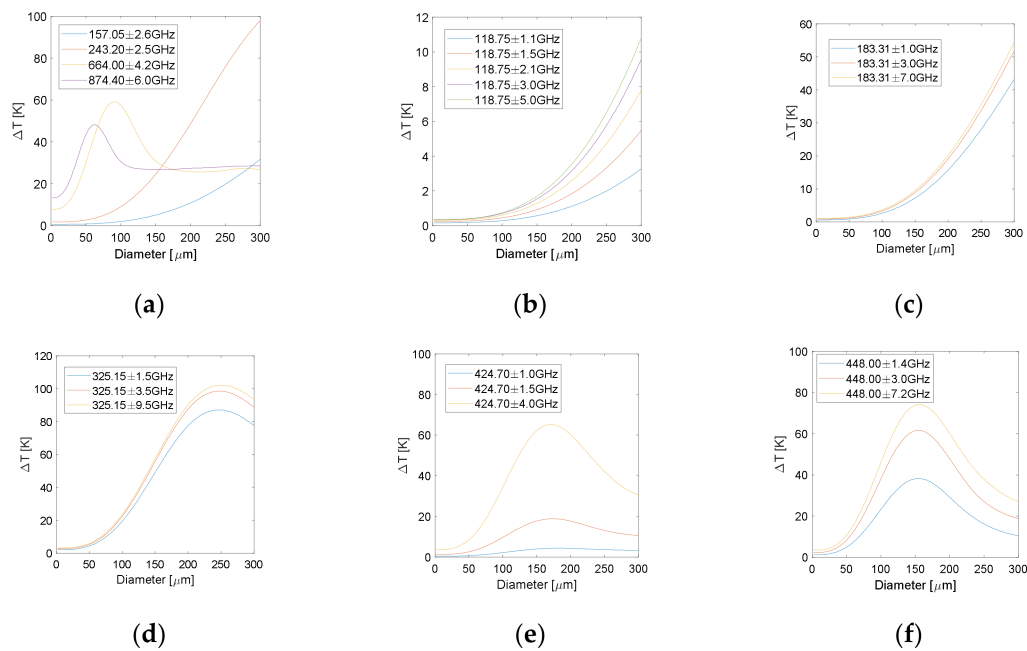 100
80
60
40
20
0
157.05±2.6GHz
243.20±2.5GHz
664.00±4.2GHz
874.40±6.0GHz
ΔT [K]
0 50 100 150 200 250 300
Diameter [μm]
(a)
12
10
8
6
4
2
0
118.75±1.1GHz
118.75±1.5GHz
118.75±2.1GHz
118.75±3.0GHz
118.75±5.0GHz
ΔT [K]
0 50 100 150 200 250 300
Diameter [μm]
(b)
60
50
40
30
20
10
0
183.31±1.0GHz
183.31±3.0GHz
183.31±7.0GHz
ΔT [K]
0 50 100 150 200 250 300
Diameter [μm]
(c)
120
100
80
60
40
20
0
325.15±1.5GHz
325.15±3.5GHz
325.15±9.5GHz
ΔT [K]
0 50 100 150 200 250 300
Diameter [μm]
(d)
100
80
60
40
20
0
424.70±1.0GHz
424.70±1.5GHz
424.70±4.0GHz
ΔT [K]
0 50 100 150 200 250 300
Diameter [μm]
(e)
100
80
60
40
20
0
448.00±1.4GHz
448.00±3.0GHz
448.00±7.2GHz
ΔT [K]
0 50 100 150 200 250 300
Diameter [μm]
(f)